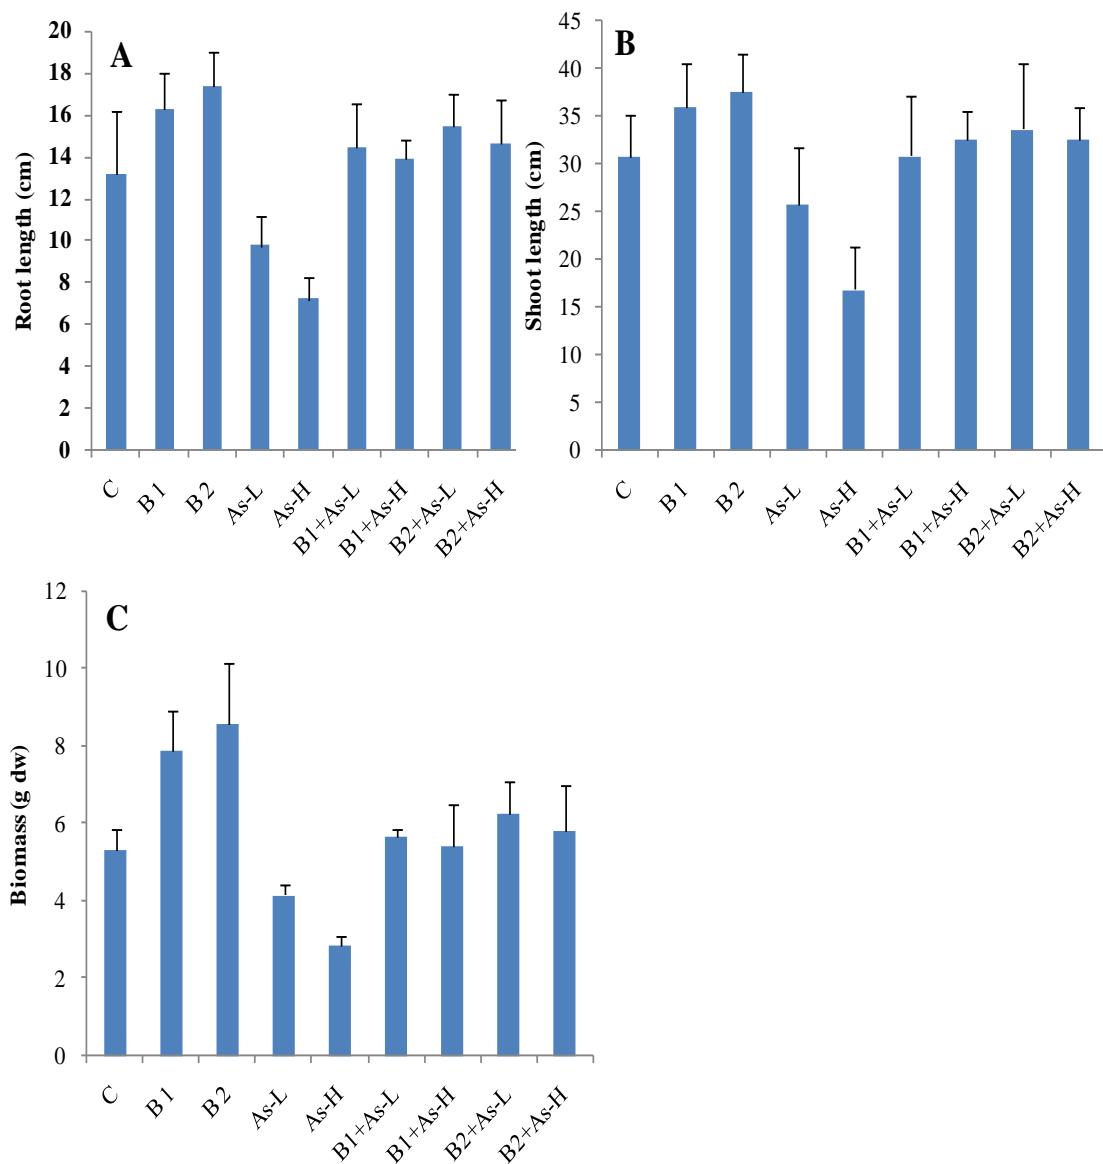 A
Root length (cm)
20
18
16
14
12
10
8
6
4
2
0
C
B 1
B 2
As-L
As-H
B1+As-L
B1+As-H
B2+As-L
B2+As-H
B
Shoot length (cm)
45
40
35
30
25
20
15
10
5
0
C
B 1
B 2
As-L
As-H
B1+As-L
B1+As-H
B2+As-L
B2+As-H
C
Biomass (g dw)
12
10
8
6
4
2
0
C
B 1
B 2
As-L
As-H
B1+As-L
B1+As-H
B2+As-L
B2+As-H